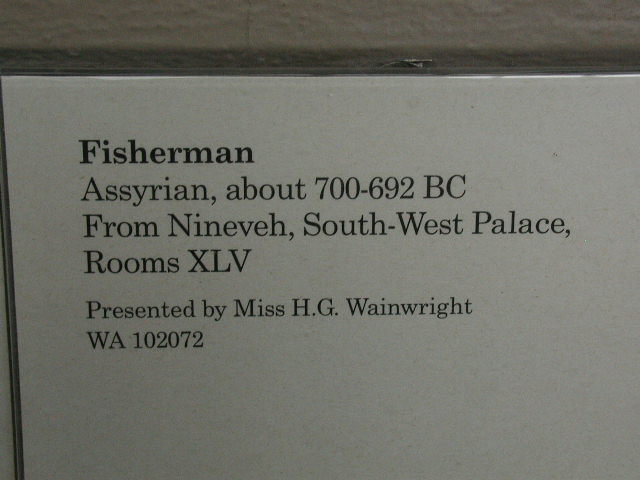 Fisherman
Assyrian, about 700-692 BC
From Nineveh, South-West Palace,
Rooms XLV
Presented by Miss H.G. Wainwright
WA 102072